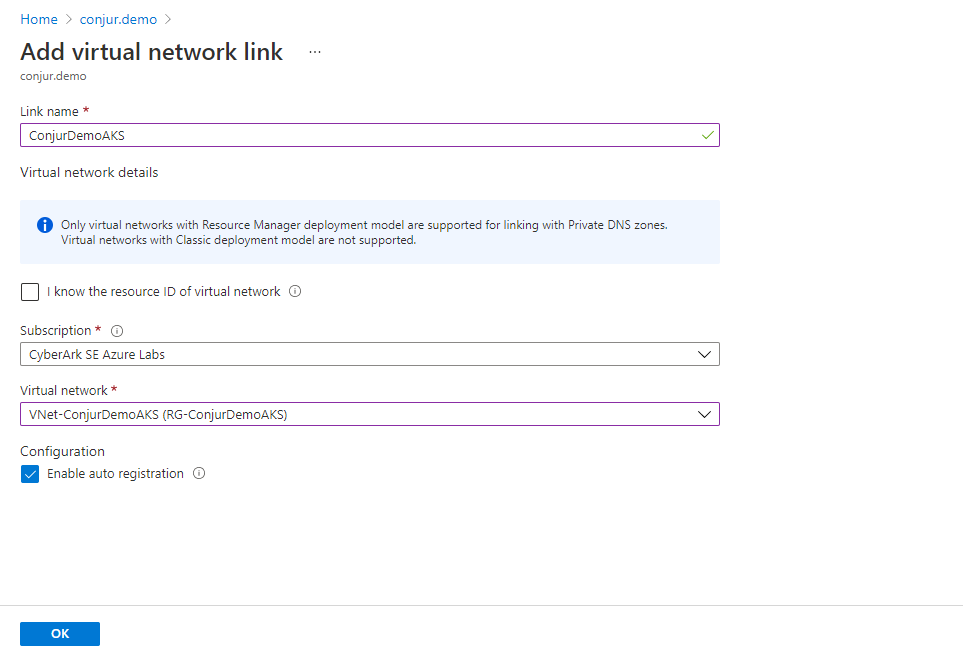 Home > conjur.demo >
Add virtual network link ...
conjur.demo
Link name *
ConjurDemoAKS
Virtual network details
Only virtual networks with Resource Manager deployment model are supported for linking with Private DNS zones.
Virtual networks with Classic deployment model are not supported.
I know the resource ID of virtual network
Subscription *
CyberArk SE Azure Labs
Virtual network *
VNet-ConjurDemoAKS (RG-ConjurDemoAKS)
Configuration
Enable auto registration
OK